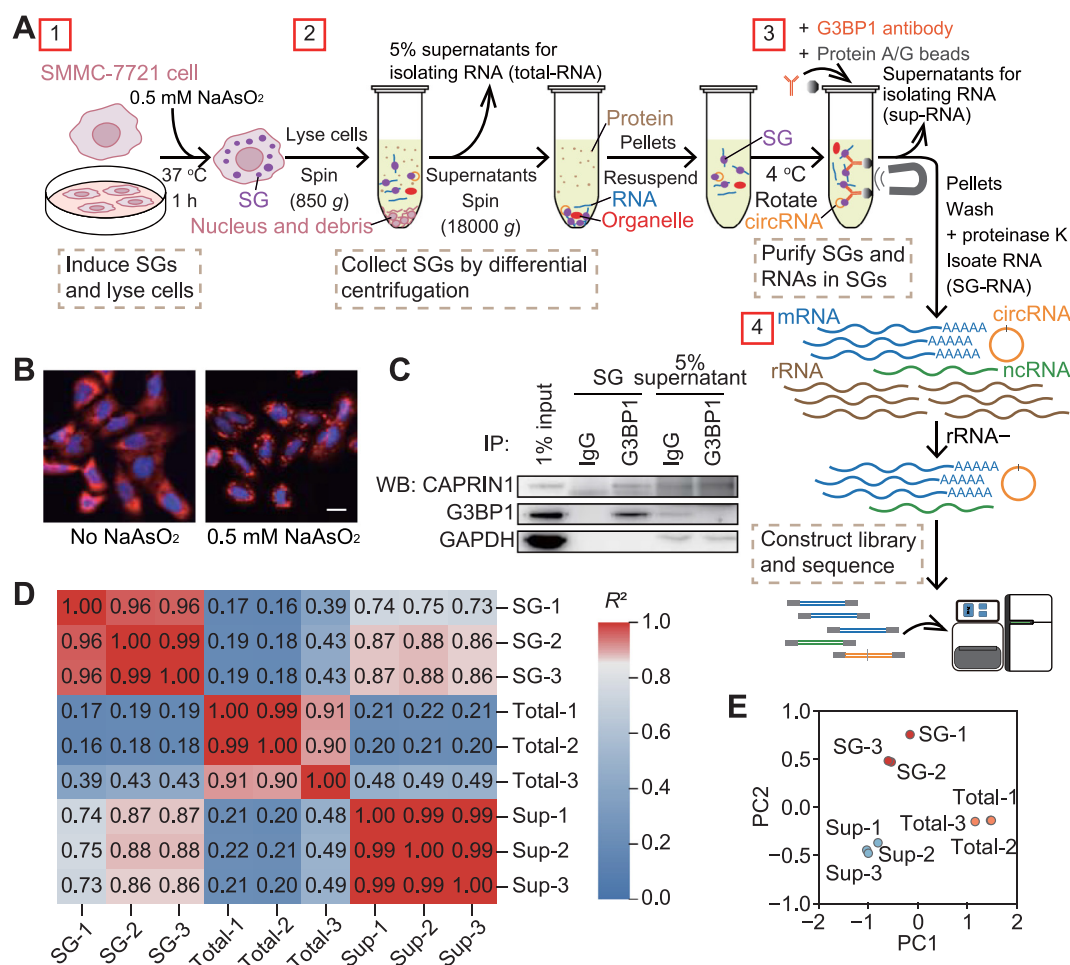 A
1
SMMC-7721 cell
0.5 mM NaAsO₂
37 °C
1 h
SG
Induce SGs
and lyse cells
2
5% supernatants for
isolating RNA (total-RNA)
Lyse cells
Spin
(850 g)
Nucleus and debris
Supernatants
Spin
(18000 g)
Collect SGs by differential
centrifugation
Protein
Pellets
Resuspend
RNA
Organelle
SG
4 °C
Rotate
circRNA
3
+ G3BP1 antibody
+ Protein A/G beads
Supernatants for
isolating RNA
(sup-RNA)
Pellets
Wash
+ proteinase K
Isoate RNA
(SG-RNA)
Purify SGs and
RNAs in SGs
4
mRNA
AAAAA
AAAAA
AAAAA
circRNA
ncRNA
rRNA
rRNA−
AAAAA
AAAAA
AAAAA
Construct library
and sequence
B
No NaAsO₂
0.5 mM NaAsO₂
C
IP:
1% input
SG
IgG
G3BP1
5%
supernatant
IgG
G3BP1
WB: CAPRIN1
G3BP1
GAPDH
D
1.00 0.96 0.96 0.17 0.16 0.39 0.74 0.75 0.73 SG-1
0.96 1.00 0.99 0.19 0.18 0.43 0.87 0.88 0.86 SG-2
0.96 0.99 1.00 0.19 0.18 0.43 0.87 0.88 0.86 SG-3
0.17 0.19 0.19 1.00 0.99 0.91 0.21 0.22 0.21 Total-1
0.16 0.18 0.18 0.99 1.00 0.90 0.20 0.21 0.20 Total-2
0.39 0.43 0.43 0.91 0.90 1.00 0.48 0.49 0.49 Total-3
0.74 0.87 0.87 0.21 0.20 0.48 1.00 0.99 0.99 Sup-1
0.75 0.88 0.88 0.22 0.21 0.49 0.99 1.00 0.99 Sup-2
0.73 0.86 0.86 0.21 0.20 0.49 0.99 0.99 1.00 Sup-3
SG-1 SG-2 SG-3 Total-1 Total-2 Total-3 Sup-1 Sup-2 Sup-3
R²
1.0
0.8
0.6
0.4
0.2
0.0
E
PC2
1.0
0.5
0.0
−0.5
−1.0
SG-1
SG-3
SG-2
Total-1
Total-3
Total-2
Sup-1
Sup-2
Sup-3
−2 −1 0 1 2
PC1